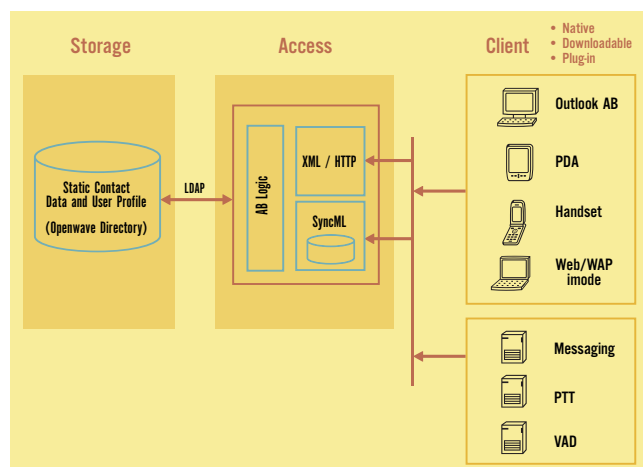 Storage
Access
Client
• Native
• Downloadable
• Plug-in
Static Contact
Data and User Profile
(Openwave Directory)
LDAP
AB Logic
XML / HTTP
SyncML
Outlook AB
PDA
Handset
Web/WAP
imode
Messaging
PTT
VAD